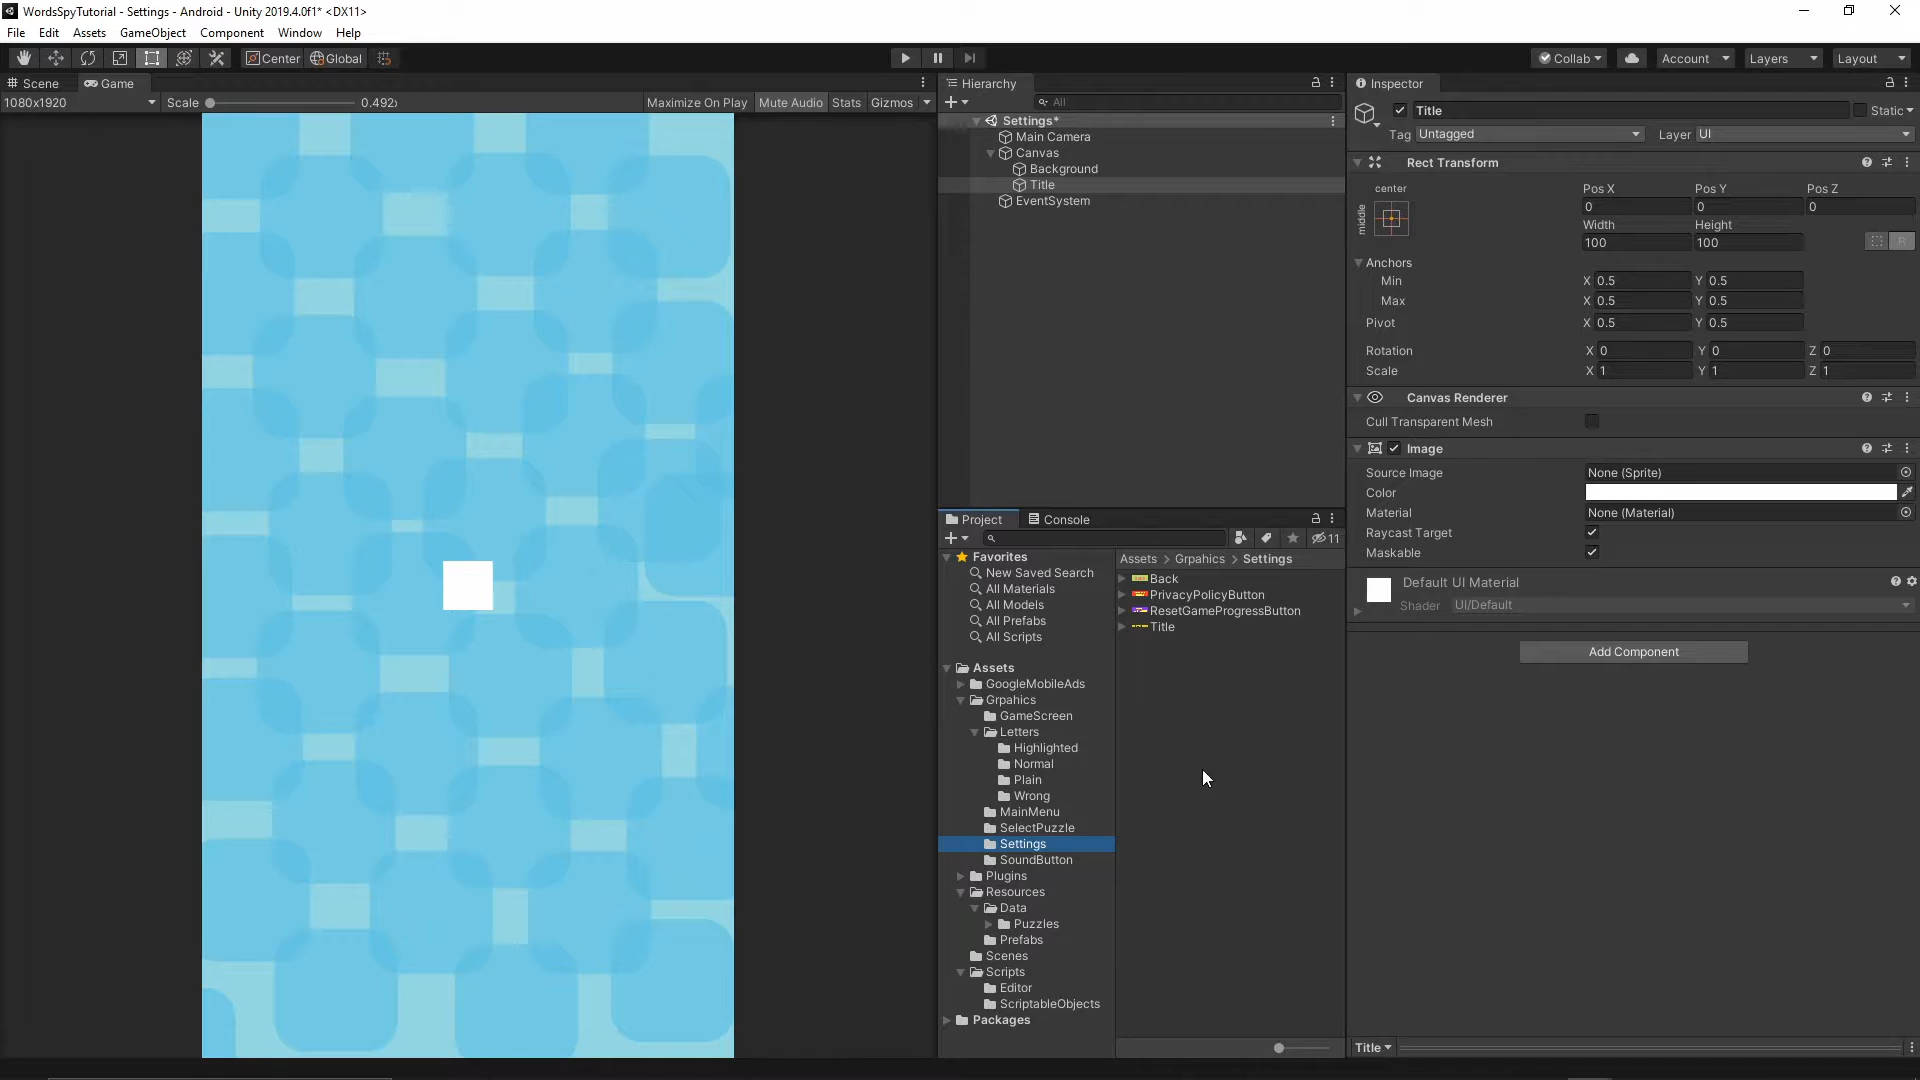 WordsSpyTutorial - Settings - Android - Unity 2019.4.0f1* <DX11>
File Edit Assets GameObject Component Window Help
Center Global Collab Account Layers Layout
Scene Game
1080x1920 Scale 0.492x Maximize On Play Mute Audio Stats Gizmos
Hierarchy
All
Settings*
Main Camera
Canvas
Background
Title
EventSystem
Project Console
11
Favorites
New Saved Search
All Materials
All Models
All Prefabs
All Scripts
Assets
GoogleMobileAds
Grpahics
GameScreen
Letters
Highlighted
Normal
Plain
Wrong
MainMenu
SelectPuzzle
Settings
SoundButton
Plugins
Resources
Data
Puzzles
Prefabs
Scenes
Scripts
Editor
ScriptableObjects
Packages
Assets > Grpahics > Settings
Back
PrivacyPolicyButton
ResetGameProgressButton
Title
Inspector
Title Static
Tag Untagged Layer UI
Rect Transform
center
middle
Pos X Pos Y Pos Z
0 0 0
Width Height
100 100
R
Anchors
Min X 0.5 Y 0.5
Max X 0.5 Y 0.5
Pivot X 0.5 Y 0.5
Rotation X 0 Y 0 Z 0
Scale X 1 Y 1 Z 1
Canvas Renderer
Cull Transparent Mesh
Image
Source Image None (Sprite)
Color
Material None (Material)
Raycast Target
Maskable
Default UI Material
Shader UI/Default
Add Component
Title